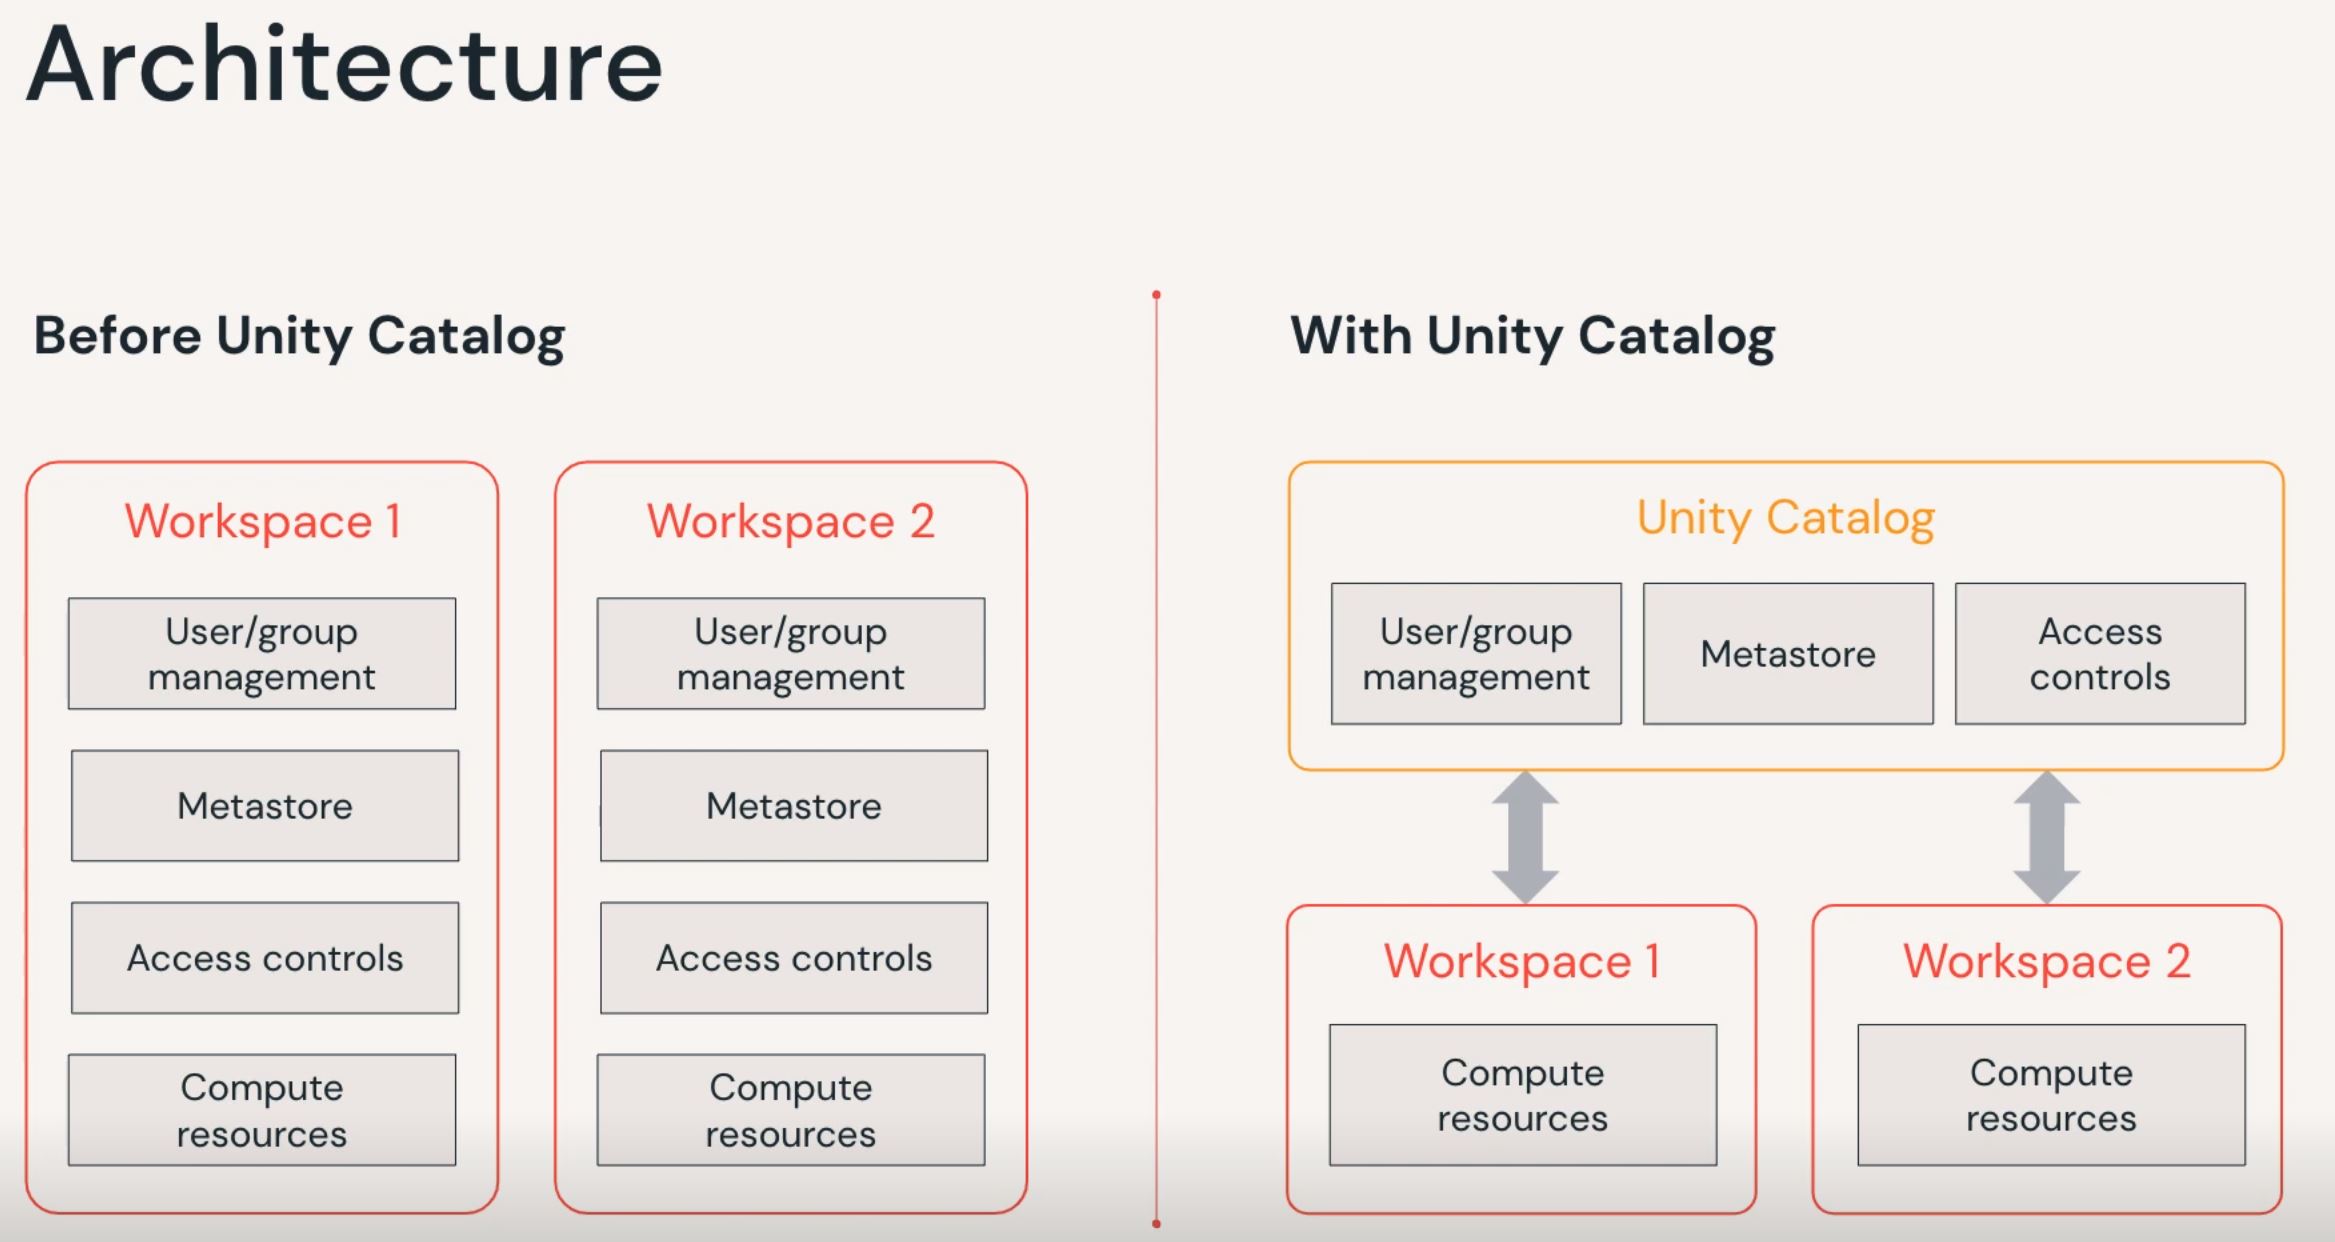 Architecture
Before Unity Catalog
Workspace 1
User/group
management
Metastore
Access controls
Compute
resources
Workspace 2
User/group
management
Metastore
Access controls
Compute
resources
With Unity Catalog
Unity Catalog
User/group
management
Metastore
Access
controls
Workspace 1
Compute
resources
Workspace 2
Compute
resources